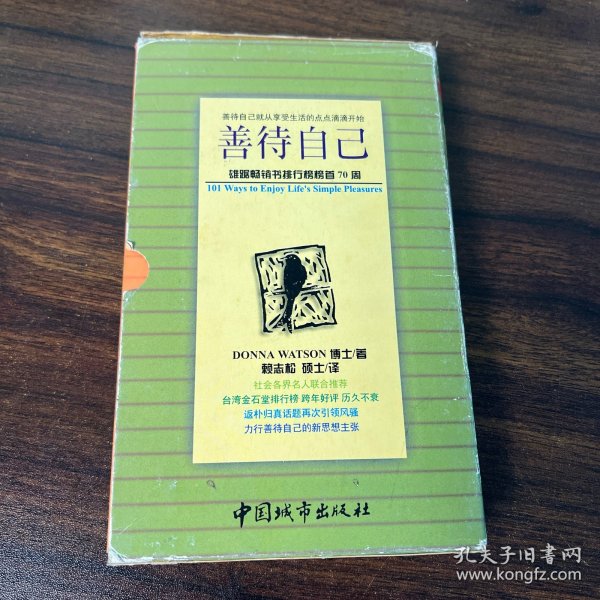 善待自己就从享受生活的点点滴滴开始
善待自己
雄踞畅销书排行榜榜首 70 周
101 Ways to Enjoy Life's Simple Pleasures
DONNA WATSON 博士/著
赖志松 硕士/译
社会各界名人联合推荐
台湾金石堂排行榜 跨年好评 历久不衰
返朴归真话题再次引领风骚
力行善待自己的新思想主张
中国城市出版社
孔夫子旧书网
www.kongfz.com